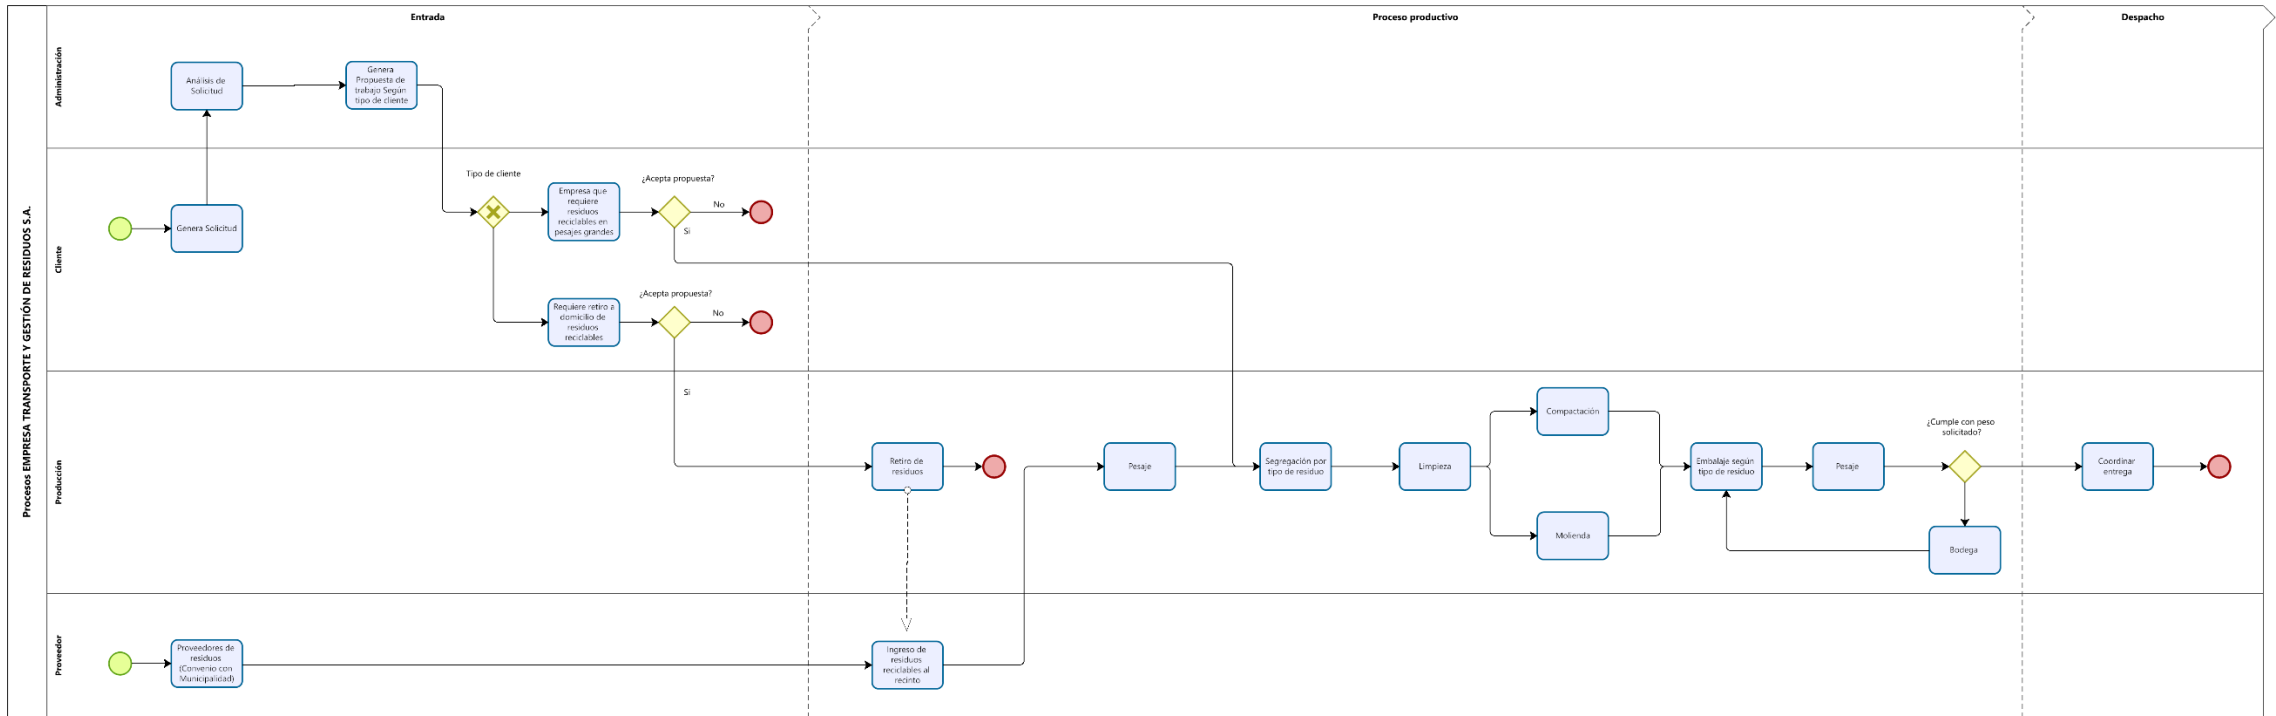 Procesos EMPRESA TRANSPORTE Y GESTIÓN DE RESIDUOS S.A.
Entrada
Proceso productivo
Despacho
Administración
Análisis de
Solicitud
Genera
Propuesta de
trabajo Según
tipo de cliente
Cliente
Genera Solicitud
Tipo de cliente
Empresa que
requiere
residuos
reciclables en
pesajes grandes
¿Acepta propuesta?
No
Si
Requiere retiro a
domicilio de
residuos
reciclables
¿Acepta propuesta?
No
Si
Producción
Retiro de
residuos
Pesaje
Segregación por
tipo de residuo
Limpieza
Compactación
Molienda
Embalaje según
tipo de residuo
Pesaje
¿Cumple con peso
solicitado?
Bodega
Coordinar
entrega
Proveedor
Proveedores de
residuos
(Convenio con
Municipalidad)
Ingreso de
residuos
reciclables al
recinto